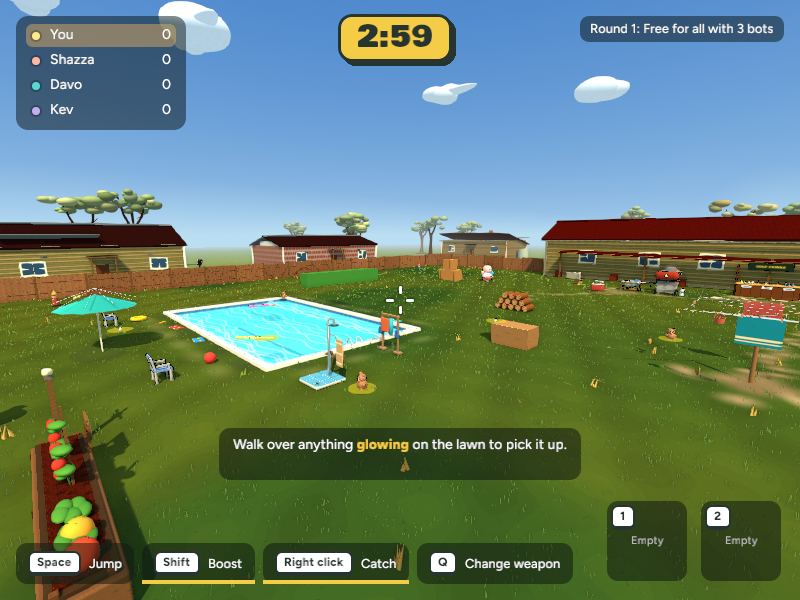 You 0
Shazza 0
Davo 0
Kev 0
2:59
Round 1: Free for all with 3 bots
Walk over anything glowing on the lawn to pick it up.
1
Empty
2
Empty
Space Jump
Shift Boost
Right click Catch
Q Change weapon